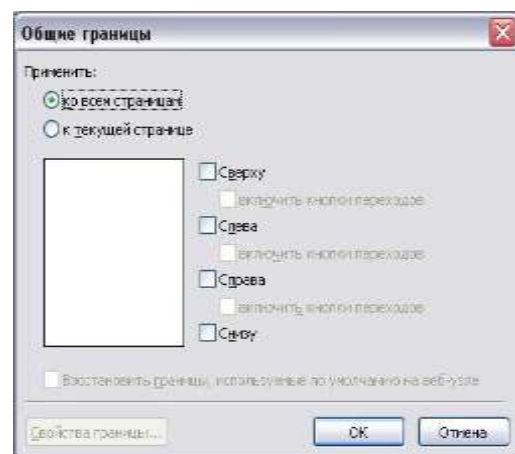 Общие границы
Применить:
ко всем страницам
к текущей странице
Сверху
включить кнопки переходов
Слева
включить кнопки переходов
Справа
включить кнопки переходов
Снизу
Восстановить границы, используемые по умолчанию на веб-узле
Свойства границы...
ОК
Отмена